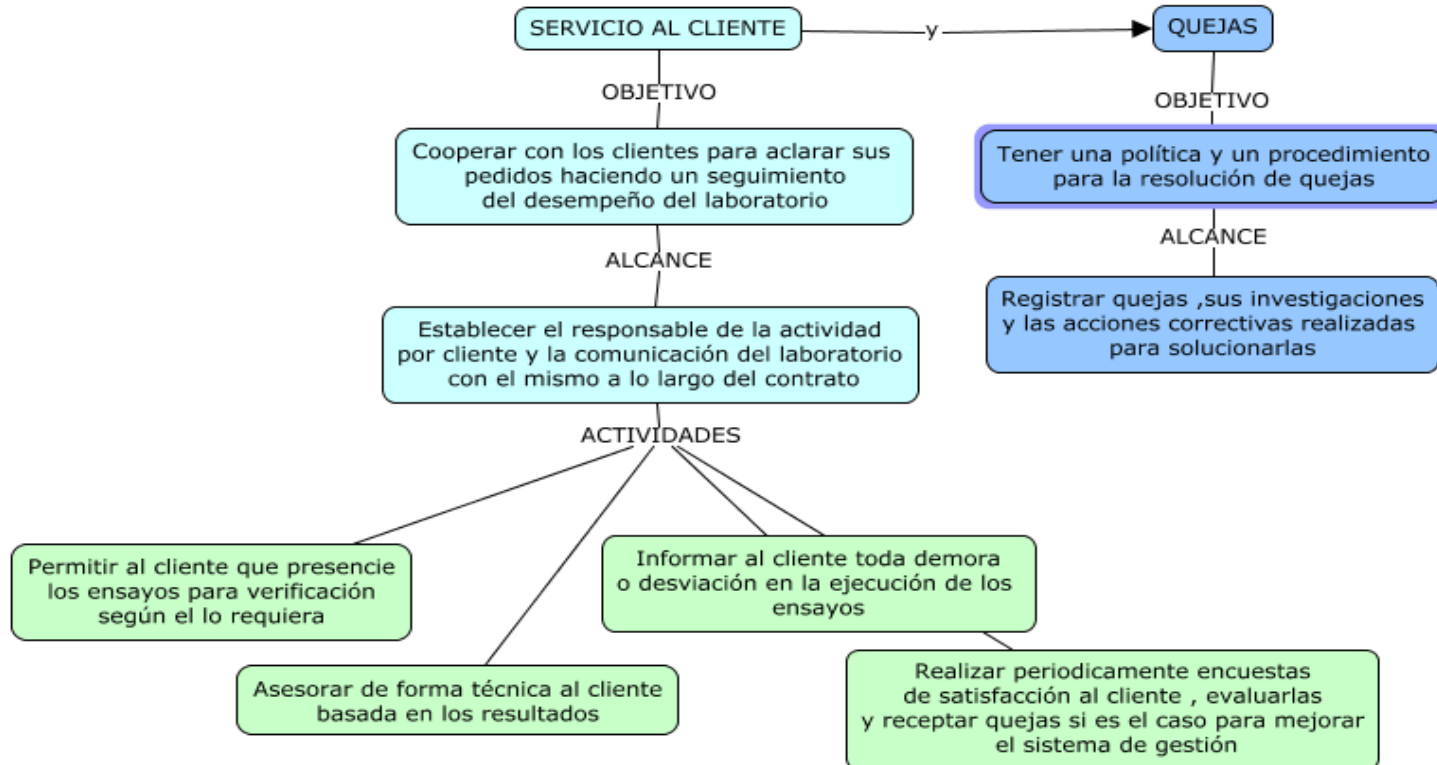 SERVICIO AL CLIENTE
y
QUEJAS
OBJETIVO
Cooperar con los clientes para aclarar sus
pedidos haciendo un seguimiento
del desempeño del laboratorio
ALCANCE
Establecer el responsable de la actividad
por cliente y la comunicación del laboratorio
con el mismo a lo largo del contrato
OBJETIVO
Tener una política y un procedimiento
para la resolución de quejas
ALCANCE
Registrar quejas ,sus investigaciones
y las acciones correctivas realizadas
para solucionarlas
ACTIVIDADES
Permitir al cliente que presencie
los ensayos para verificación
según el lo requiera
Asesorar de forma técnica al cliente
basada en los resultados
Informar al cliente toda demora
o desviación en la ejecución de los
ensayos
Realizar periodicamente encuestas
de satisfacción al cliente , evaluarlas
y receptar quejas si es el caso para mejorar
el sistema de gestión